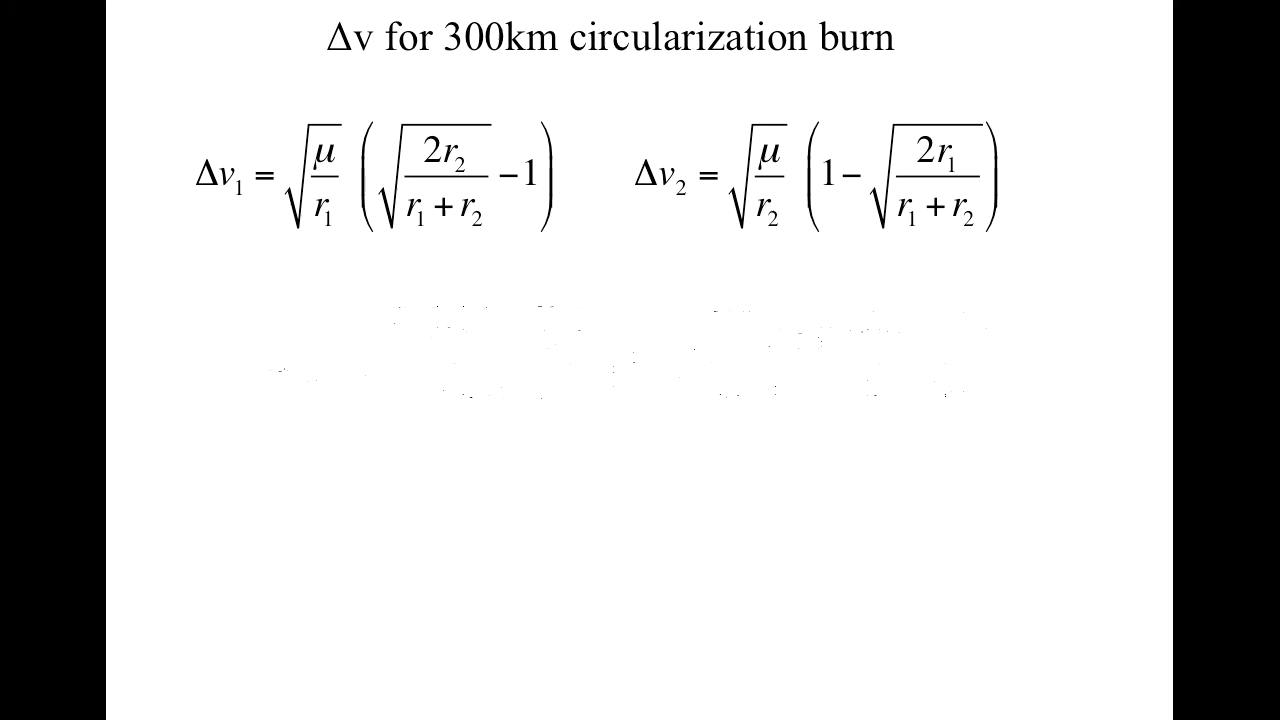 Δv for 300km circularization burn
Δv₁ = √(μ/r₁) (√(2r₂/(r₁ + r₂)) − 1)
Δv₂ = √(μ/r₂) (1 − √(2r₁/(r₁ + r₂)))